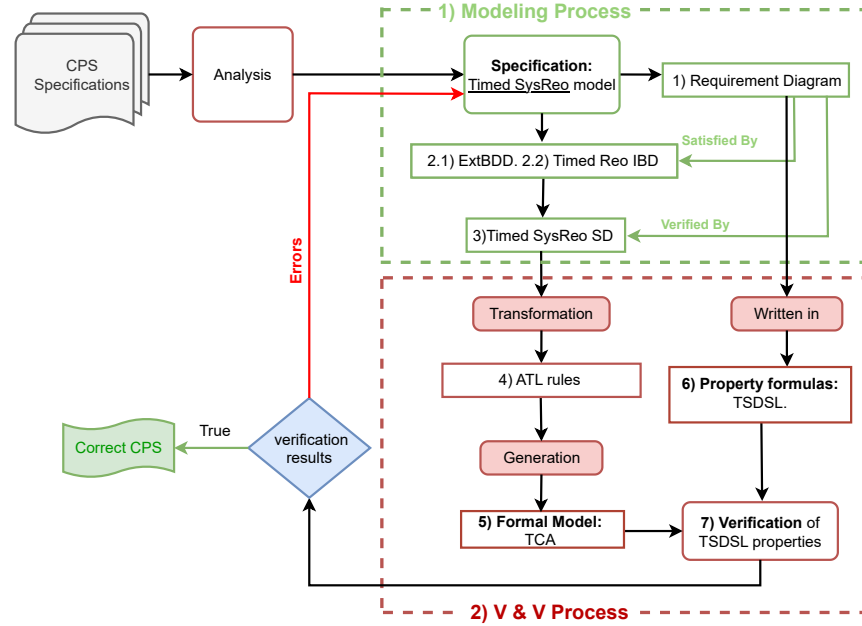 1) Modeling Process
CPS
Specifications
Analysis
Specification:
Timed SysReo model
1) Requirement Diagram
Satisfied By
2.1) ExtBDD. 2.2) Timed Reo IBD
Verified By
3)Timed SysReo SD
Errors
Transformation
Written in
4) ATL rules
6) Property formulas:
TSDSL.
True
Correct CPS
verification
results
Generation
5) Formal Model:
TCA
7) Verification of
TSDSL properties
2) V & V Process